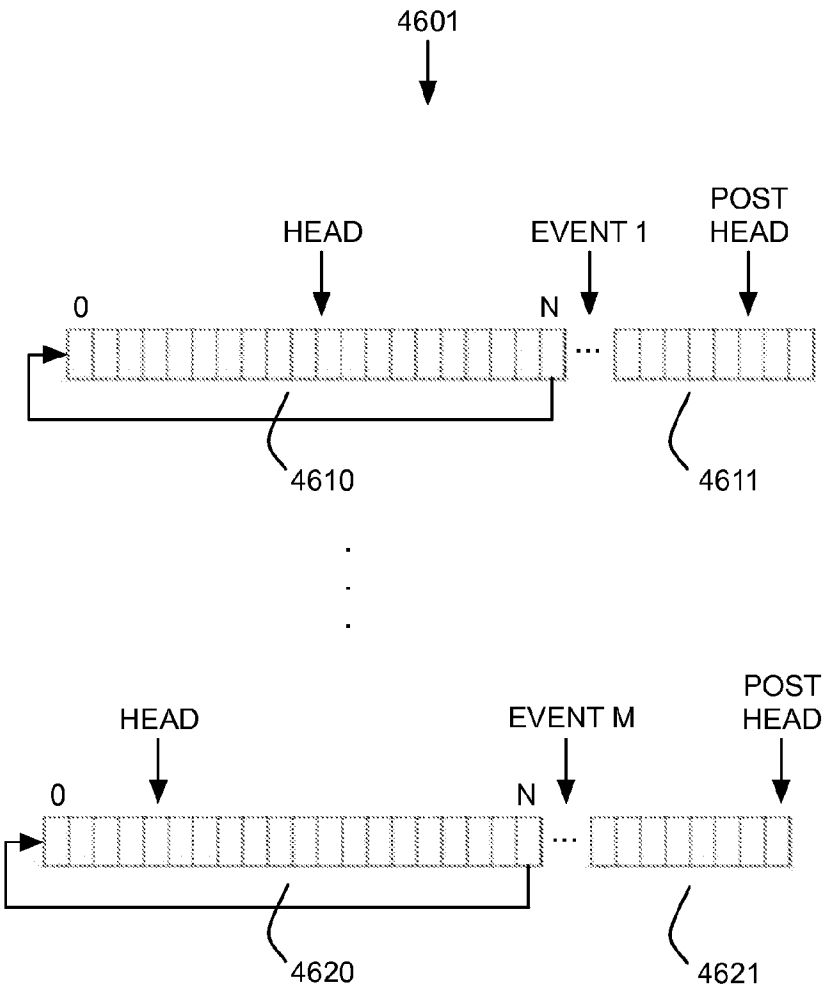 4601
POST
HEAD
HEAD
EVENT 1
0
N
...
4610
4611
POST
HEAD
HEAD
EVENT M
0
N
...
4620
4621